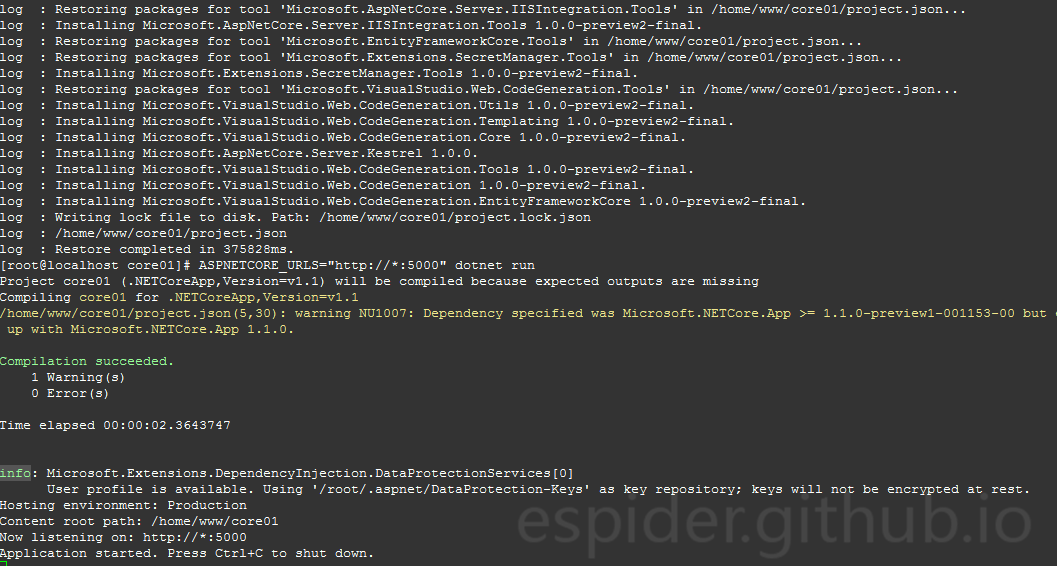 log  : Restoring packages for tool 'Microsoft.AspNetCore.Server.IISIntegration.Tools' in /home/www/core01/project.json...
log  : Installing Microsoft.AspNetCore.Server.IISIntegration.Tools 1.0.0-preview2-final.
log  : Restoring packages for tool 'Microsoft.EntityFrameworkCore.Tools' in /home/www/core01/project.json...
log  : Restoring packages for tool 'Microsoft.Extensions.SecretManager.Tools' in /home/www/core01/project.json...
log  : Installing Microsoft.Extensions.SecretManager.Tools 1.0.0-preview2-final.
log  : Restoring packages for tool 'Microsoft.VisualStudio.Web.CodeGeneration.Tools' in /home/www/core01/project.json...
log  : Installing Microsoft.VisualStudio.Web.CodeGeneration.Utils 1.0.0-preview2-final.
log  : Installing Microsoft.VisualStudio.Web.CodeGeneration.Templating 1.0.0-preview2-final.
log  : Installing Microsoft.VisualStudio.Web.CodeGeneration.Core 1.0.0-preview2-final.
log  : Installing Microsoft.AspNetCore.Server.Kestrel 1.0.0.
log  : Installing Microsoft.VisualStudio.Web.CodeGeneration.Tools 1.0.0-preview2-final.
log  : Installing Microsoft.VisualStudio.Web.CodeGeneration 1.0.0-preview2-final.
log  : Installing Microsoft.VisualStudio.Web.CodeGeneration.EntityFrameworkCore 1.0.0-preview2-final.
log  : Writing lock file to disk. Path: /home/www/core01/project.lock.json
log  : /home/www/core01/project.json
log  : Restore completed in 375828ms.
[root@localhost core01]# ASPNETCORE_URLS="http://*:5000" dotnet run
Project core01 (.NETCoreApp,Version=v1.1) will be compiled because expected outputs are missing
Compiling core01 for .NETCoreApp,Version=v1.1
/home/www/core01/project.json(5,30): warning NU1007: Dependency specified was Microsoft.NETCore.App >= 1.1.0-preview1-001153-00 but
up with Microsoft.NETCore.App 1.1.0.
Compilation succeeded.
1 Warning(s)
0 Error(s)
Time elapsed 00:00:02.3643747
info: Microsoft.Extensions.DependencyInjection.DataProtectionServices[0]
User profile is available. Using '/root/.aspnet/DataProtection-Keys' as key repository; keys will not be encrypted at rest.
Hosting environment: Production
Content root path: /home/www/core01
Now listening on: http://*:5000
Application started. Press Ctrl+C to shut down.
espider.github.io